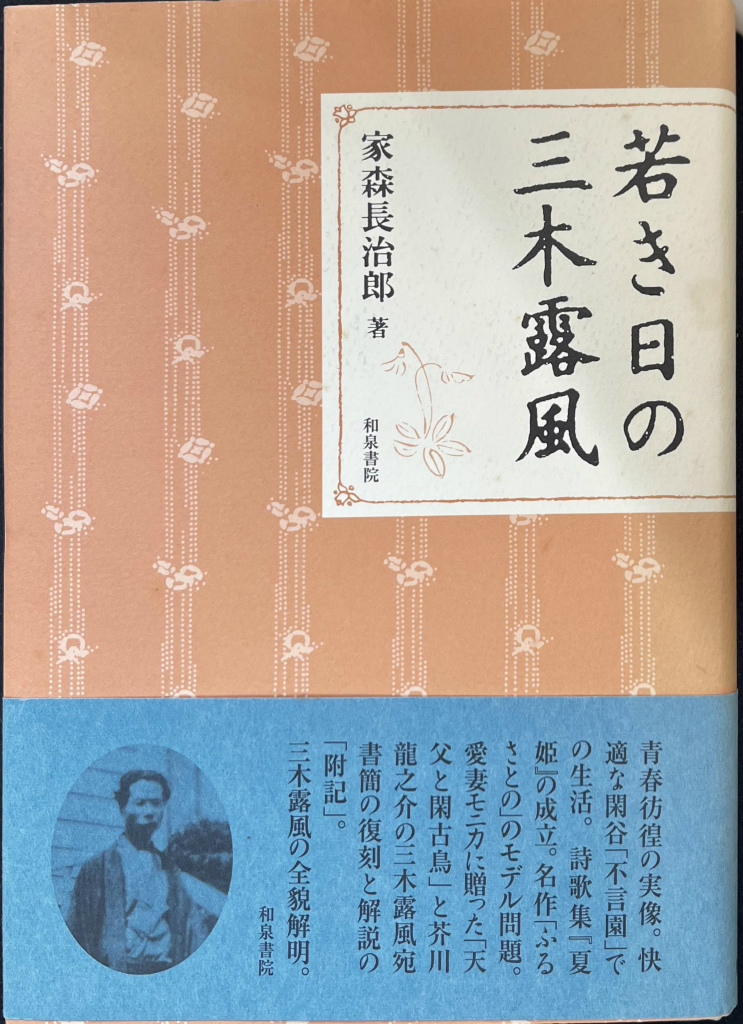 若き日の
三木露風
家森長治郎 著
和泉書院
青春彷徨の実像。快
適な閑谷「不言園」で
の生活。詩歌集『夏
姫』の成立。名作「ふる
さとの」のモデル問題。
愛妻モニカに贈った「天
父と閑古鳥」と芥川
龍之介の三木露風宛
書簡の復刻と解説の
「附記」。
三木露風の全貌解明。
和泉書院